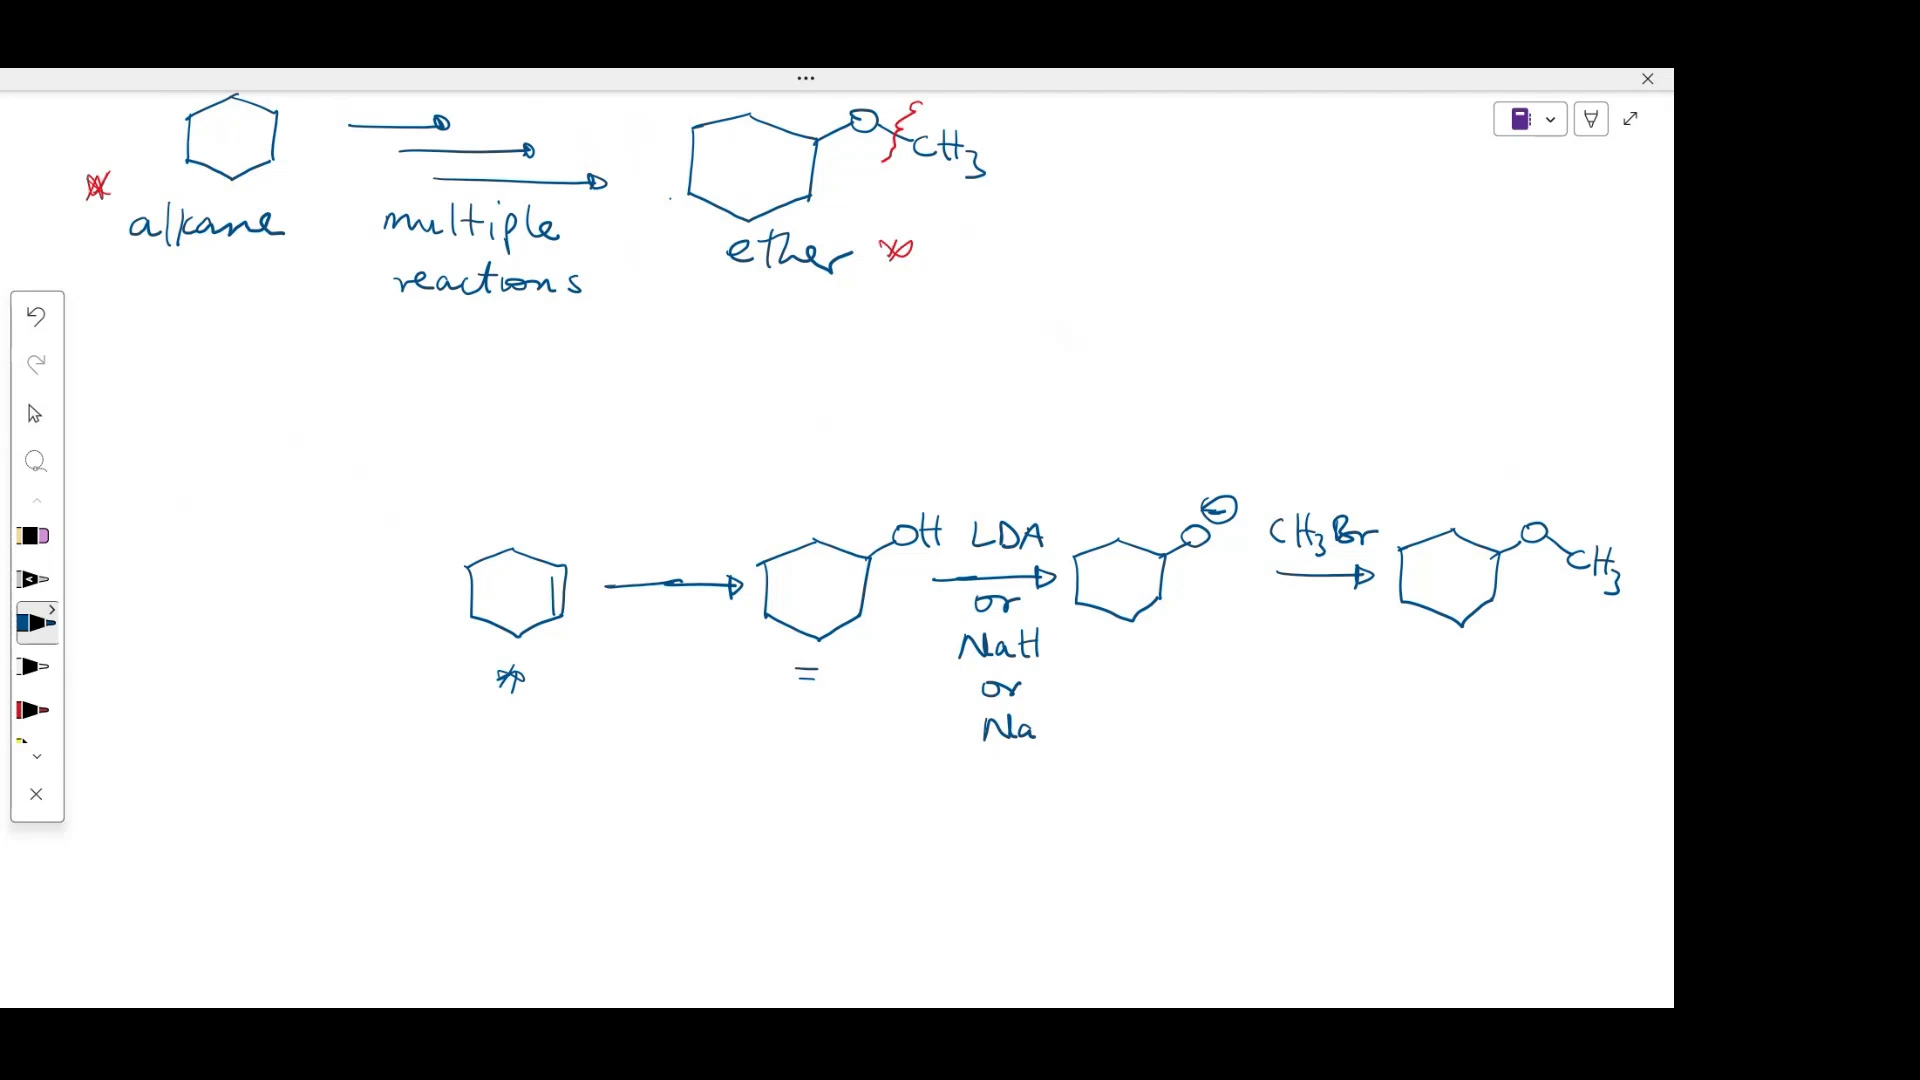 O
CH3
alkane
multiple
reactions
ether
OH
LDA
or
NaH
or
Na
O⊖
CH3Br
O
CH3